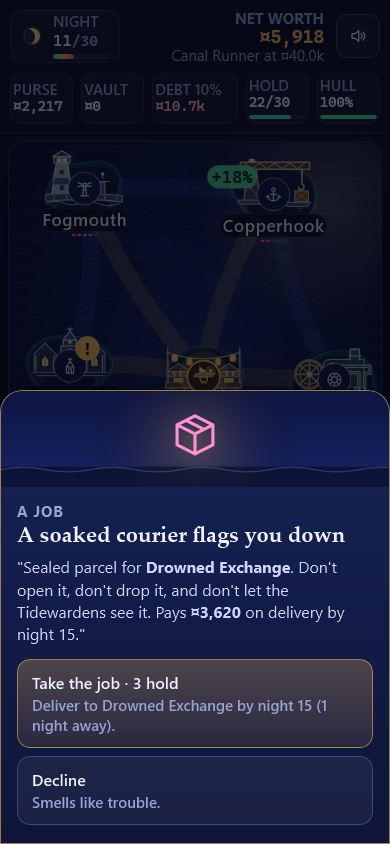 NIGHT
11/30
NET WORTH
¤5,918
Canal Runner at ¤40.0k
PURSE
¤2,217
VAULT
¤0
DEBT 10%
¤10.7k
HOLD
22/30
HULL
100%
+18%
Fogmouth
Copperhook
!
A JOB
A soaked courier flags you down
"Sealed parcel for Drowned Exchange. Don't
open it, don't drop it, and don't let the
Tidewardens see it. Pays ¤3,620 on delivery by
night 15."
Take the job · 3 hold
Deliver to Drowned Exchange by night 15 (1
night away).
Decline
Smells like trouble.